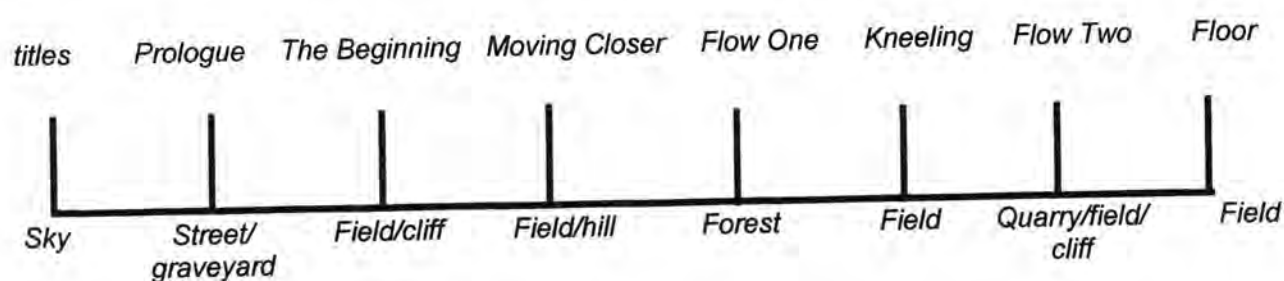 titles Prologue The Beginning Moving Closer Flow One Kneeling Flow Two Floor
Sky Street/ Field/cliff Field/hill Forest Field Quarry/field/ Field
graveyard cliff